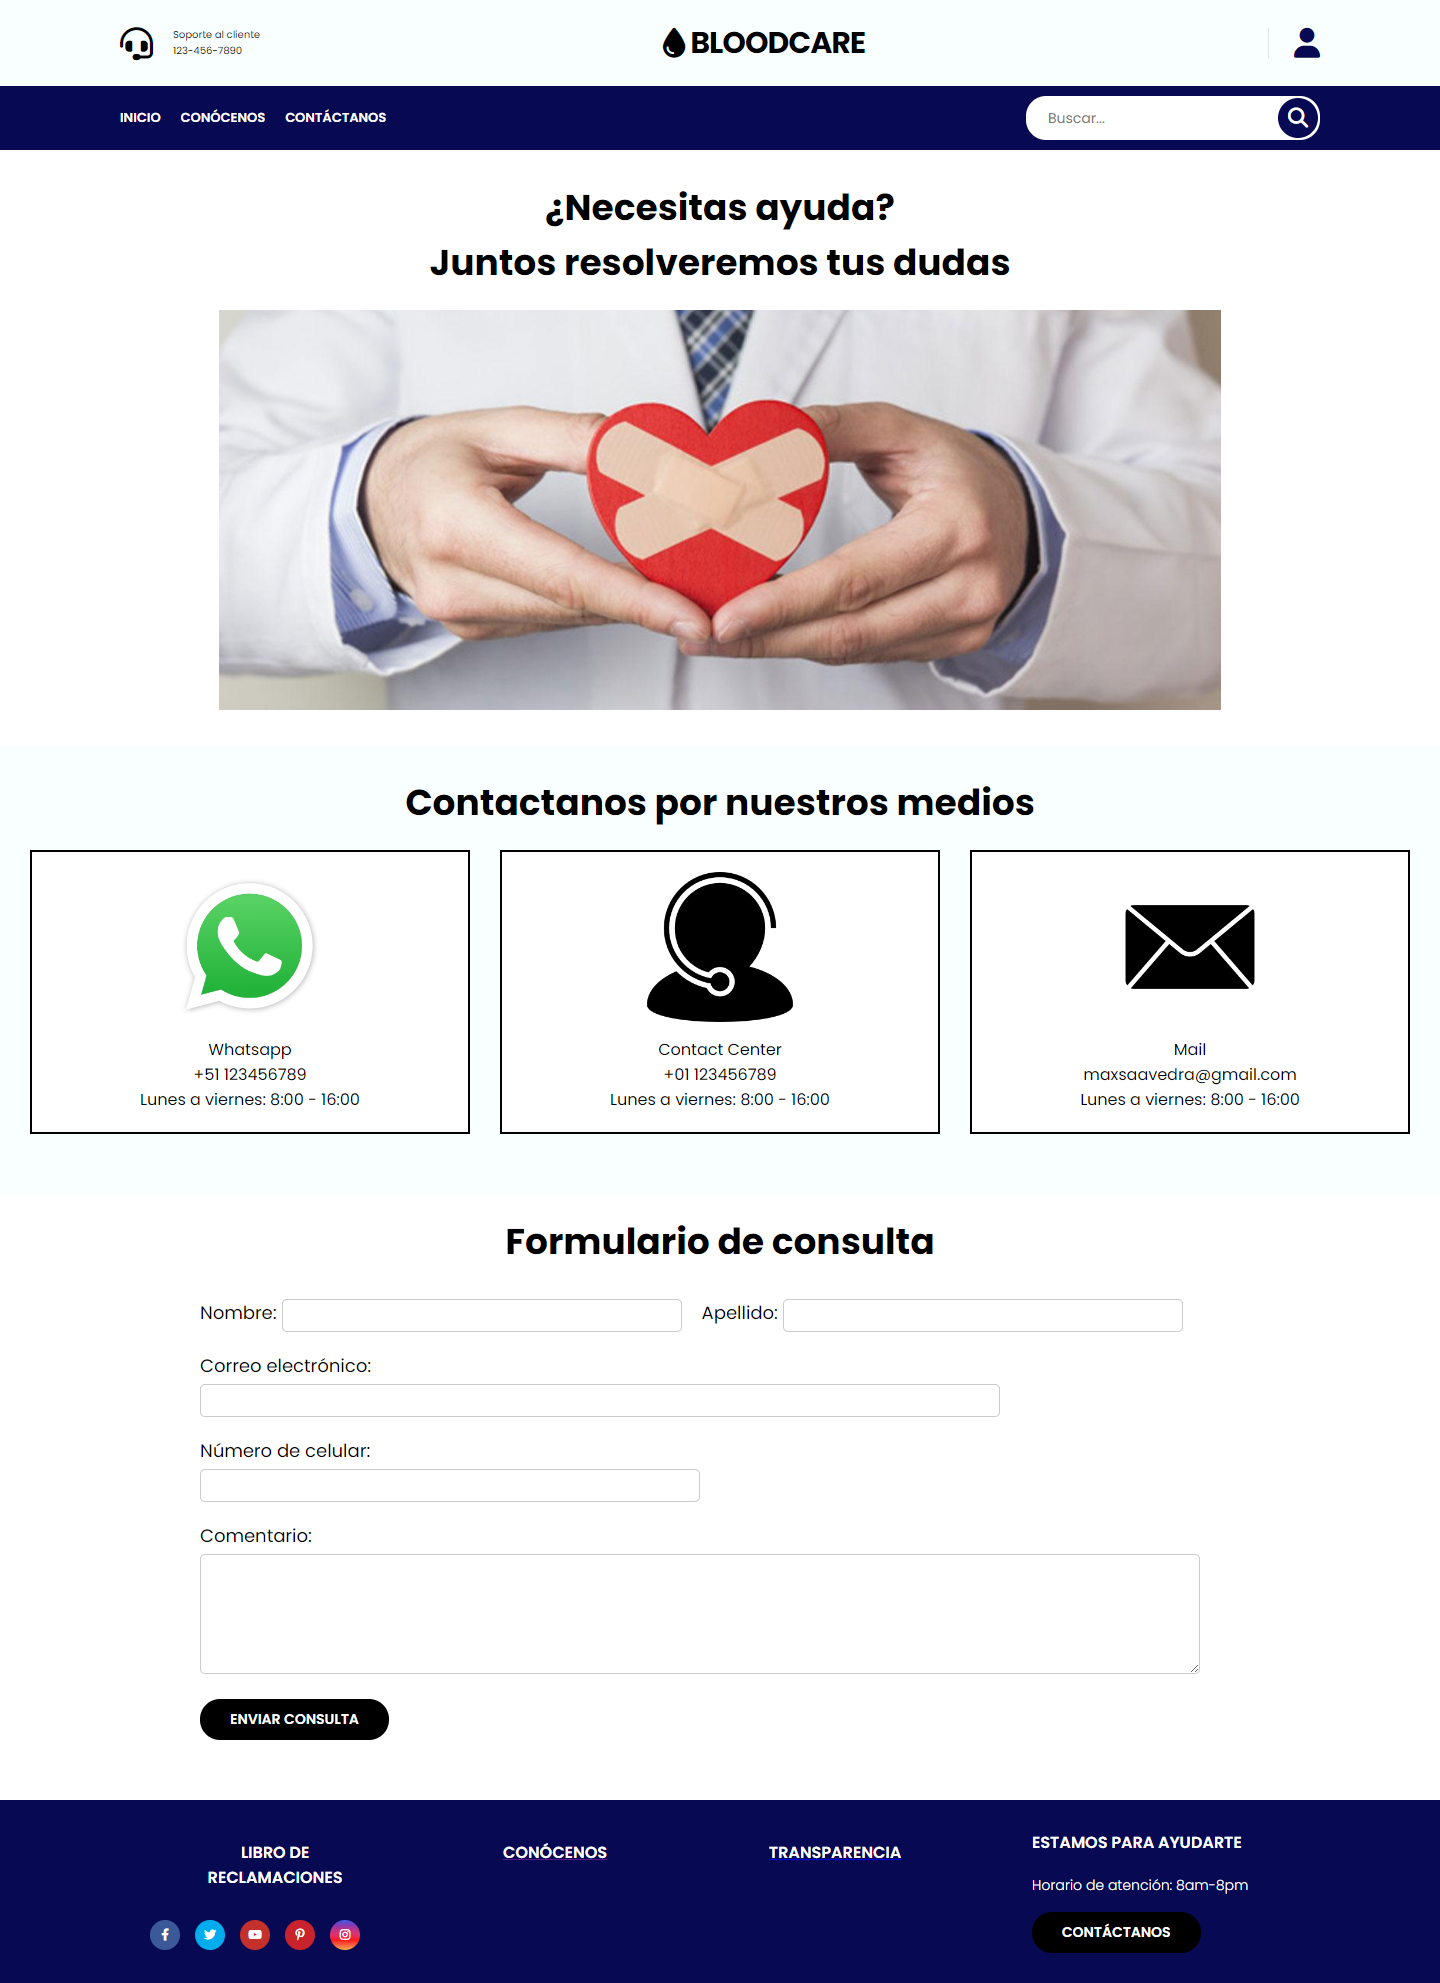 Soporte al cliente
123-456-7890
BLOODCARE
INICIO CONÓCENOS CONTÁCTANOS
Buscar...
¿Necesitas ayuda?
Juntos resolveremos tus dudas
Contactanos por nuestros medios
Whatsapp
+51 123456789
Lunes a viernes: 8:00 - 16:00
Contact Center
+01 123456789
Lunes a viernes: 8:00 - 16:00
Mail
maxsaavedra@gmail.com
Lunes a viernes: 8:00 - 16:00
Formulario de consulta
Nombre: Apellido:
Correo electrónico:
Número de celular:
Comentario:
ENVIAR CONSULTA
LIBRO DE
RECLAMACIONES
CONÓCENOS
TRANSPARENCIA
ESTAMOS PARA AYUDARTE
Horario de atención: 8am-8pm
CONTÁCTANOS